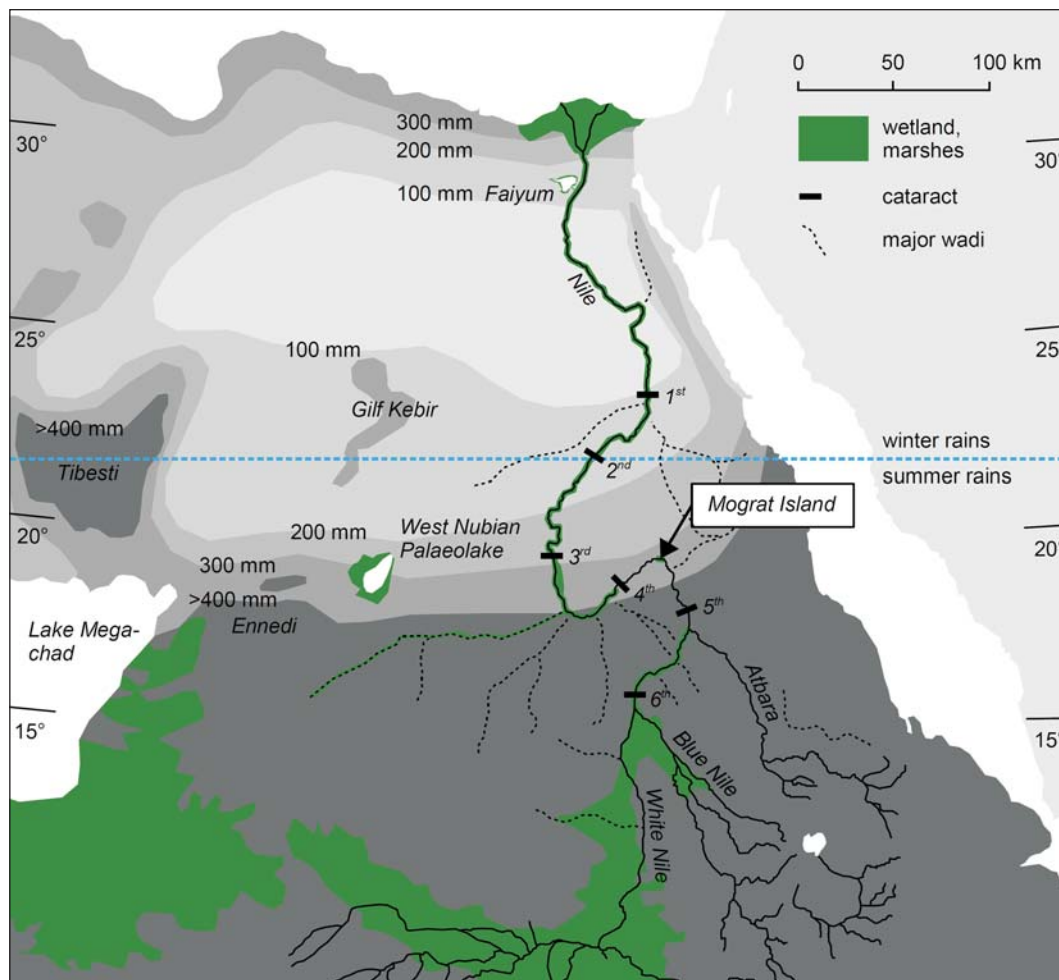 0 50 100 km
wetland,
marshes
cataract
major wadi
300 mm
200 mm
100 mm
Faiyum
30°
30°
Nile
25°
25°
100 mm
Gilf Kebir
1st
>400 mm
Tibesti
winter rains
summer rains
2nd
Mograt Island
20°
20°
200 mm
West Nubian
Palaeolake
3rd
300 mm
>400 mm
Ennedi
4th
5th
Lake Mega-
chad
Atbara
6th
15°
15°
Blue Nile
White Nile